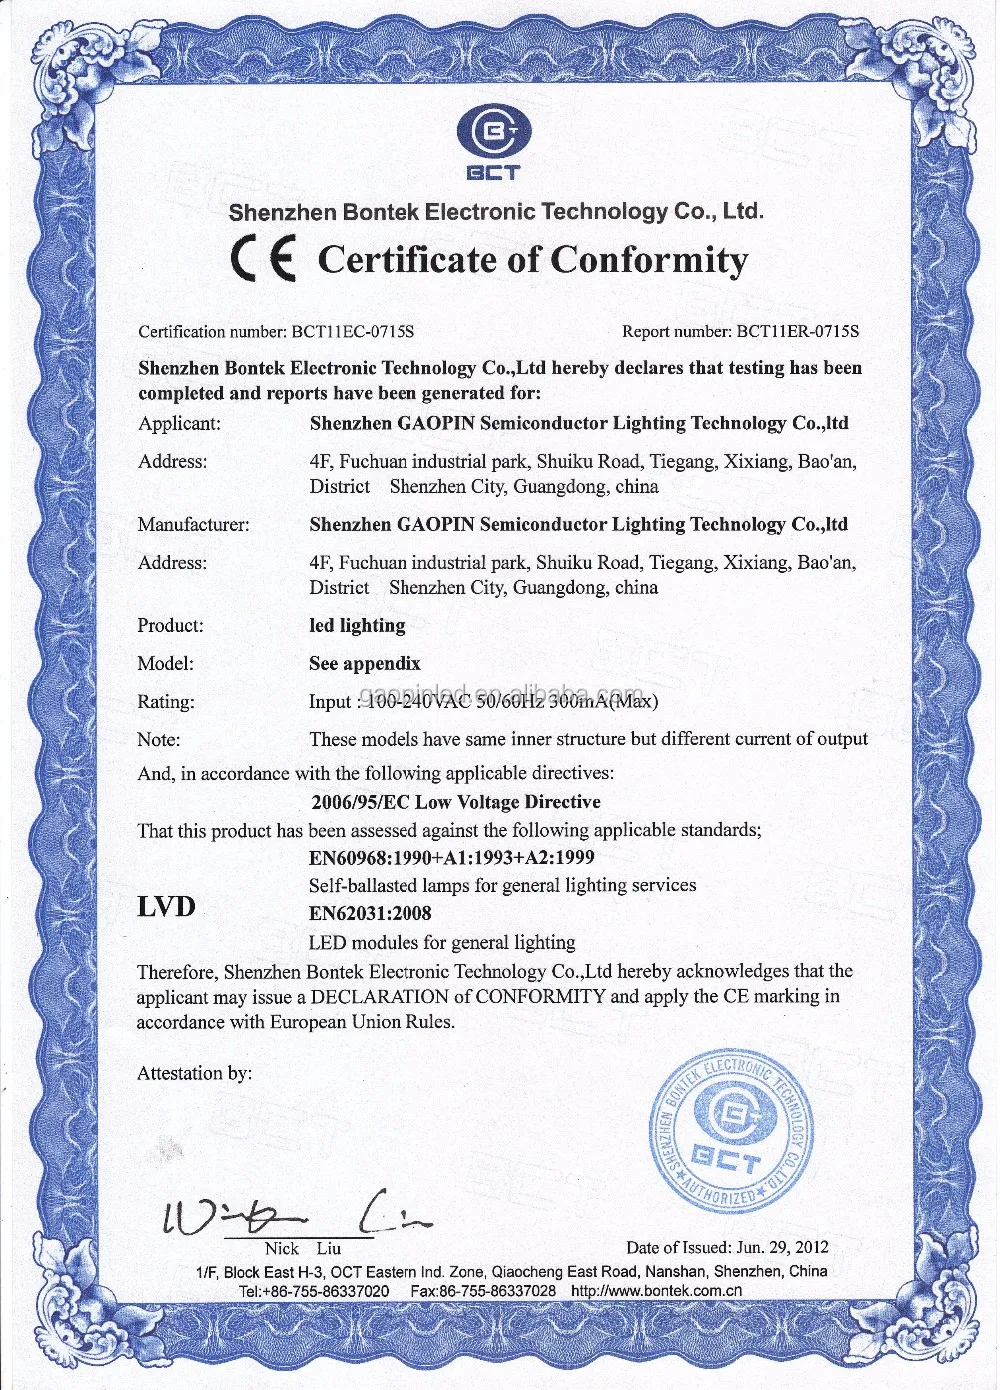 BCT
Shenzhen Bontek Electronic Technology Co., Ltd.
CE Certificate of Conformity
Certification number: BCT11EC-0715S Report number: BCT11ER-0715S
Shenzhen Bontek Electronic Technology Co.,Ltd hereby declares that testing has been
completed and reports have been generated for:
Applicant: Shenzhen GAOPIN Semiconductor Lighting Technology Co.,ltd
Address: 4F, Fuchuan industrial park, Shuiku Road, Tiegang, Xixiang, Bao'an,
District Shenzhen City, Guangdong, china
Manufacturer: Shenzhen GAOPIN Semiconductor Lighting Technology Co.,ltd
Address: 4F, Fuchuan industrial park, Shuiku Road, Tiegang, Xixiang, Bao'an,
District Shenzhen City, Guangdong, china
Product: led lighting
Model: See appendix
gaopinled.en.alibaba.com
Rating: Input : 100-240VAC 50/60Hz 300mA(Max)
Note: These models have same inner structure but different current of output
And, in accordance with the following applicable directives:
2006/95/EC Low Voltage Directive
That this product has been assessed against the following applicable standards;
EN60968:1990+A1:1993+A2:1999
Self-ballasted lamps for general lighting services
LVD EN62031:2008
LED modules for general lighting
Therefore, Shenzhen Bontek Electronic Technology Co.,Ltd hereby acknowledges that the
applicant may issue a DECLARATION of CONFORMITY and apply the CE marking in
accordance with European Union Rules.
Attestation by:
SHENZHEN BONTEK ELECTRONIC TECHNOLOGY CO.LTD.
BCT
★AUTHORIZED★
Nick Liu
Date of Issued: Jun. 29, 2012
1/F, Block East H-3, OCT Eastern Ind. Zone, Qiaocheng East Road, Nanshan, Shenzhen, China
Tel:+86-755-86337020 Fax:86-755-86337028 http://www.bontek.com.cn